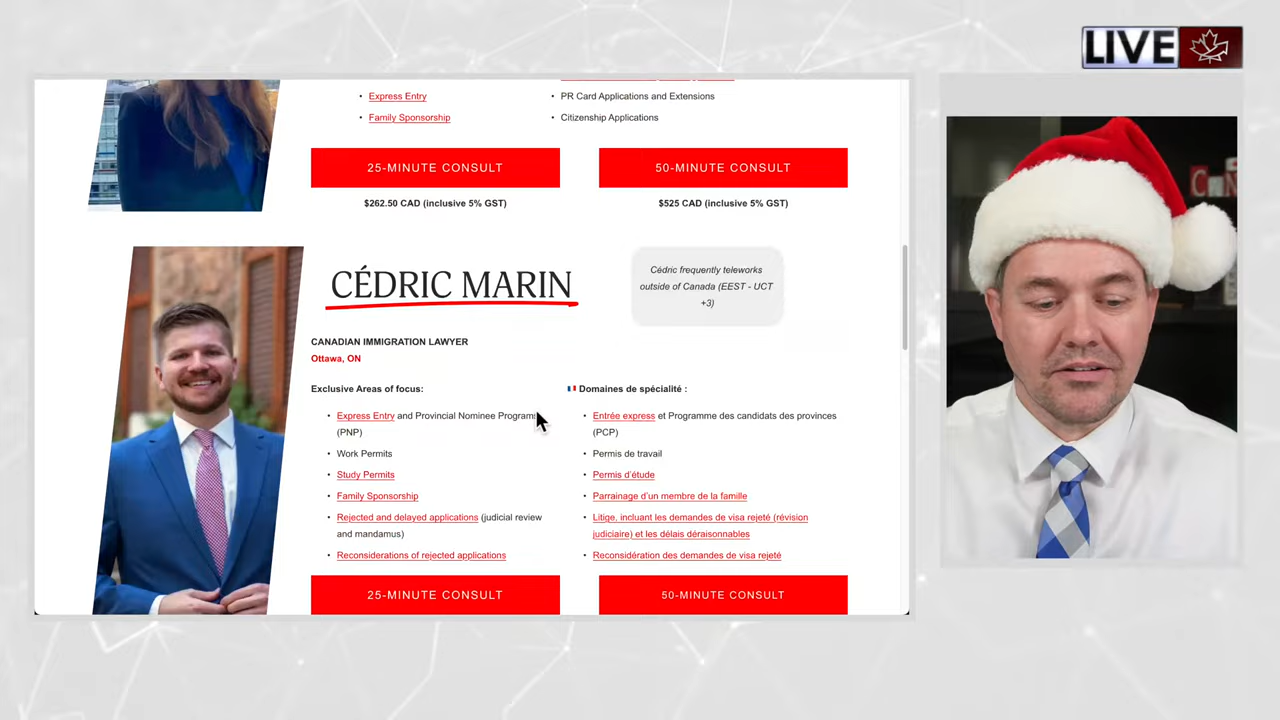 LIVE
Express Entry
Family Sponsorship
PR Card Applications and Extensions
Citizenship Applications
25-MINUTE CONSULT
50-MINUTE CONSULT
$262.50 CAD (inclusive 5% GST)
$525 CAD (inclusive 5% GST)
CÉDRIC MARIN
Cédric frequently teleworks
outside of Canada (EEST - UCT
+3)
CANADIAN IMMIGRATION LAWYER
Ottawa, ON
Exclusive Areas of focus:
Express Entry and Provincial Nominee Programs
(PNP)
Work Permits
Study Permits
Family Sponsorship
Rejected and delayed applications (judicial review
and mandamus)
Reconsiderations of rejected applications
Domaines de spécialité :
Entrée express et Programme des candidats des provinces
(PCP)
Permis de travail
Permis d'étude
Parrainage d'un membre de la famille
Litige, incluant les demandes de visa rejeté (révision
judiciaire) et les délais déraisonnables
Reconsidération des demandes de visa rejeté
25-MINUTE CONSULT
50-MINUTE CONSULT